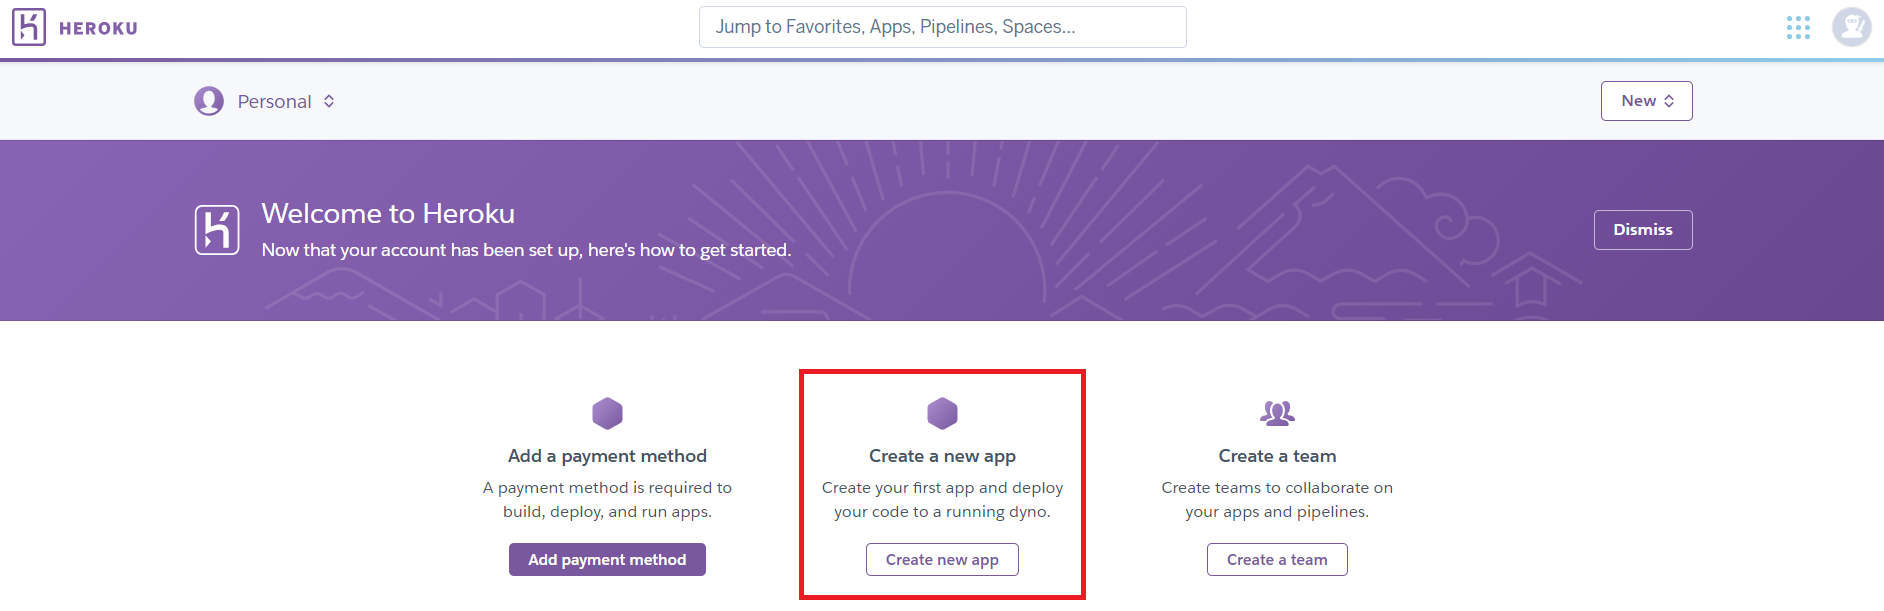 HEROKU
Jump to Favorites, Apps, Pipelines, Spaces...
Personal
New
Welcome to Heroku
Now that your account has been set up, here's how to get started.
Dismiss
Add a payment method
A payment method is required to
build, deploy, and run apps.
Add payment method
Create a new app
Create your first app and deploy
your code to a running dyno.
Create new app
Create a team
Create teams to collaborate on
your apps and pipelines.
Create a team